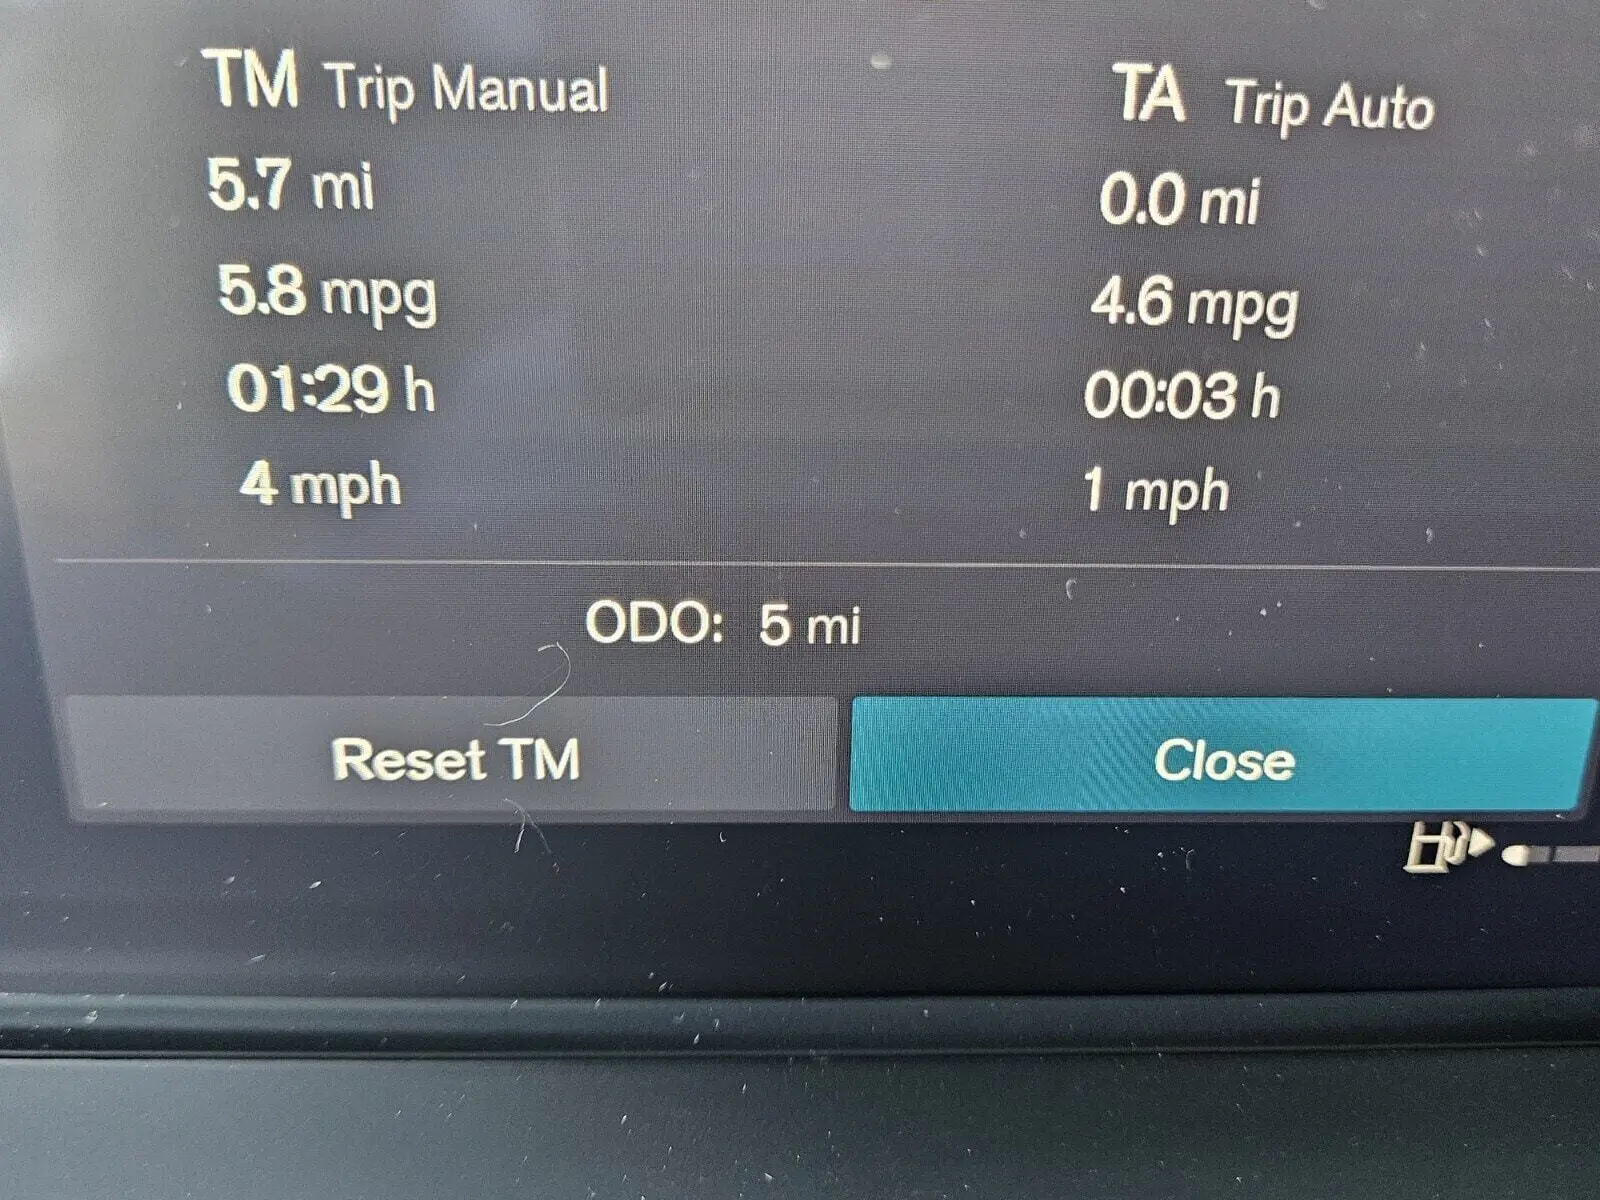 TM Trip Manual
5.7 mi
5.8 mpg
01:29 h
4 mph
TA Trip Auto
0.0 mi
4.6 mpg
00:03 h
1 mph
ODO: 5 mi
Reset TM
Close